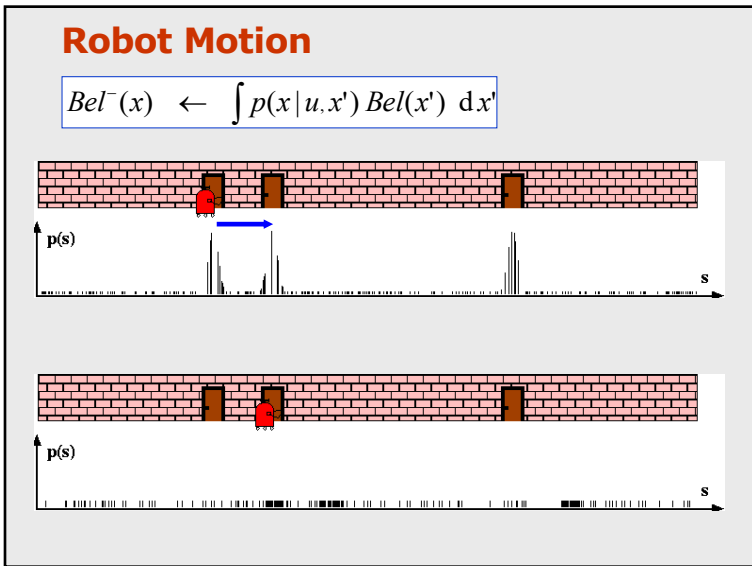 Robot Motion
Bel⁻(x) ← ∫ p(x | u, x') Bel(x') dx'
p(s)
s
p(s)
s